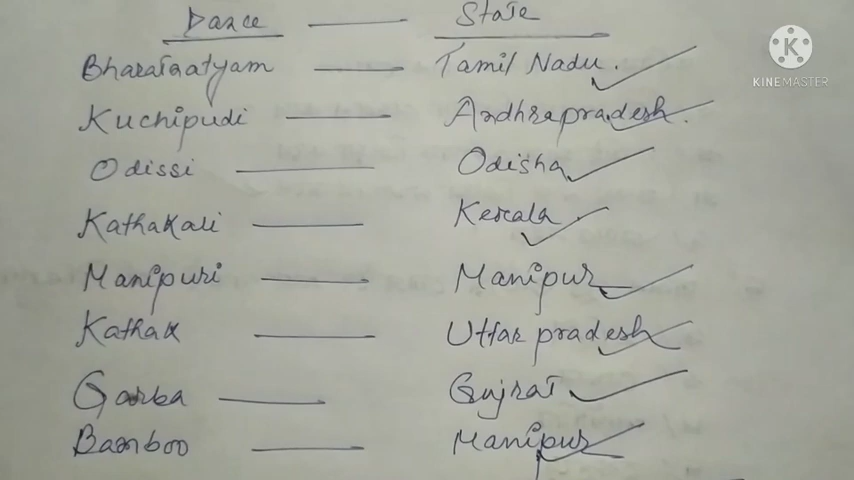 Dance — State
Bharatnatyam — Tamil Nadu.
Kuchipudi — Andhrapradesh.
Odissi — Odisha
Kathakali — Kerala.
Manipuri — Manipur
Kathak — Uttar pradesh
Garba — Gujrat
Bamboo — Manipur
K
KINEMASTER